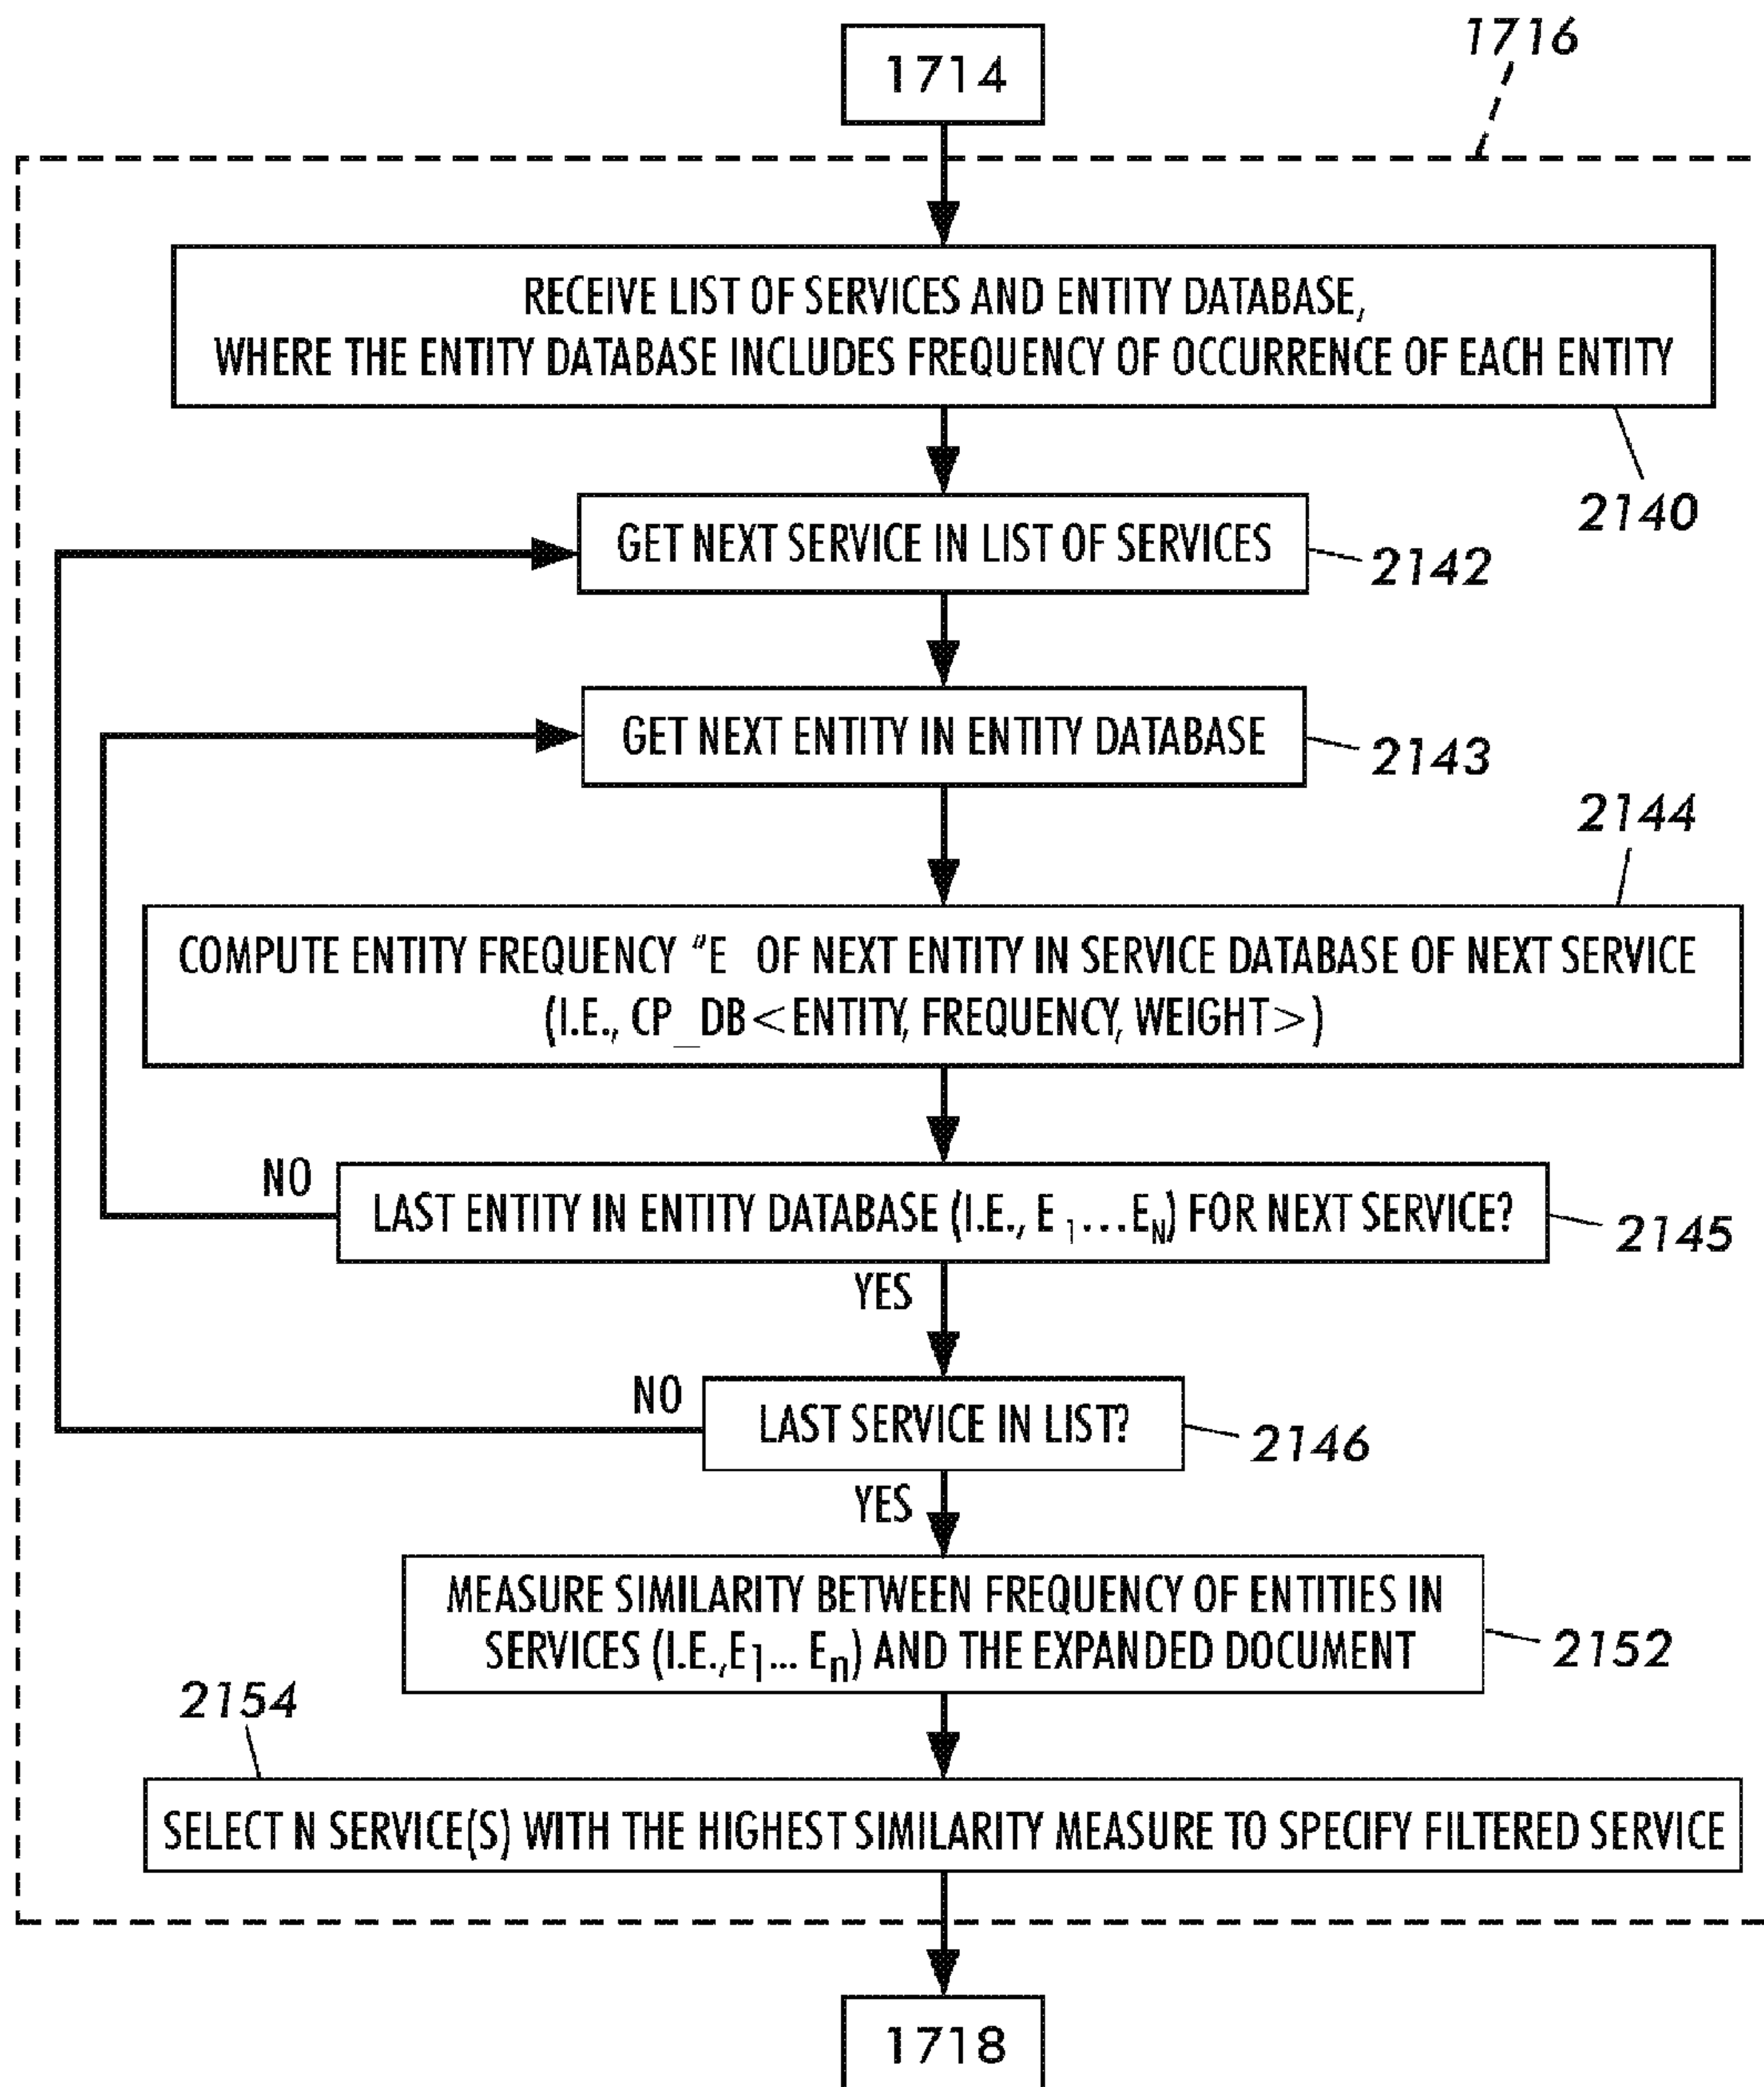 1714
1716
RECEIVE LIST OF SERVICES AND ENTITY DATABASE,
WHERE THE ENTITY DATABASE INCLUDES FREQUENCY OF OCCURRENCE OF EACH ENTITY
2140
GET NEXT SERVICE IN LIST OF SERVICES
2142
GET NEXT ENTITY IN ENTITY DATABASE
2143
2144
COMPUTE ENTITY FREQUENCY "E OF NEXT ENTITY IN SERVICE DATABASE OF NEXT SERVICE
(I.E., CP_DB<ENTITY, FREQUENCY, WEIGHT>)
NO
LAST ENTITY IN ENTITY DATABASE (I.E., E 1...EN) FOR NEXT SERVICE?
2145
YES
NO
LAST SERVICE IN LIST?
2146
YES
MEASURE SIMILARITY BETWEEN FREQUENCY OF ENTITIES IN
SERVICES (I.E.,E1... En) AND THE EXPANDED DOCUMENT
2152
2154
SELECT N SERVICE(S) WITH THE HIGHEST SIMILARITY MEASURE TO SPECIFY FILTERED SERVICE
1718